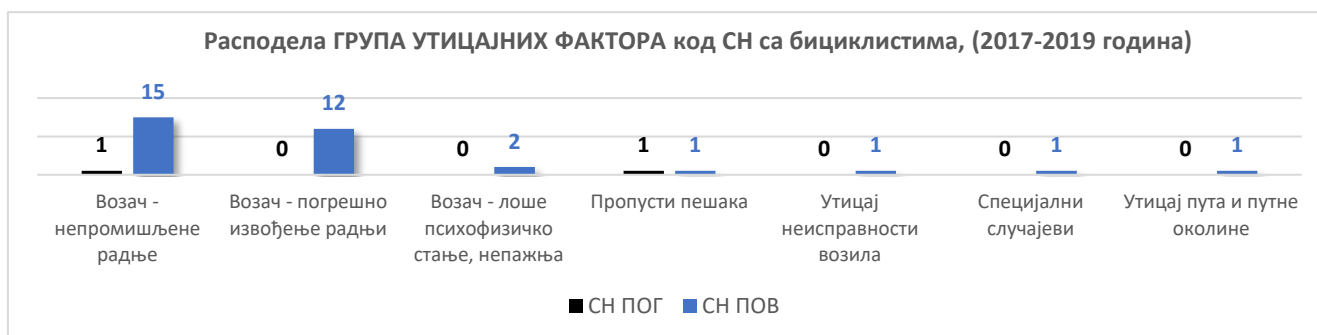 Расподела ГРУПА УТИЦАЈНИХ ФАКТОРА код СН са бициклистима, (2017-2019 година)
1 15 0 12 0 2 1 1 0 1 0 1 0 1
Возач -
непромишљене
радње
Возач - погрешно
извођење радњи
Возач - лоше
психофизичко
стање, непажња
Пропусти пешака
Утицај
неисправности
возила
Специјални
случајеви
Утицај пута и путне
околине
СН ПОГ СН ПОВ